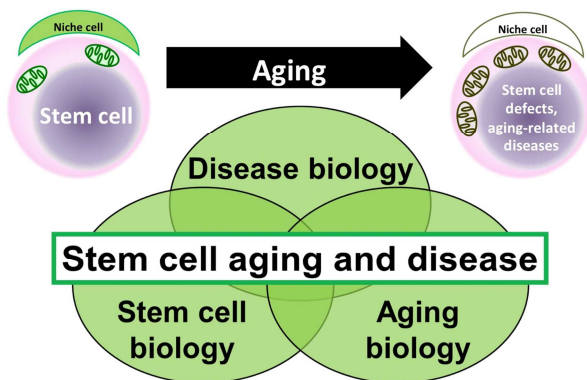 Niche cell
Stem cell
Aging
Niche cell
Stem cell
defects,
aging-related
diseases
Disease biology
Stem cell aging and disease
Stem cell
biology
Aging
biology